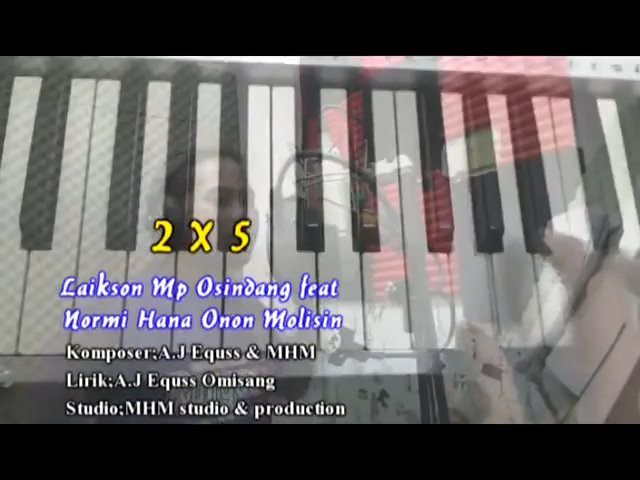 2 X 5
Laikson Mp Osindang feat
Normi Hana Onon Molisin
Komposer;A.J Equss & MHM
Lirik;A.J Equss Omisang
Studio;MHM studio & production